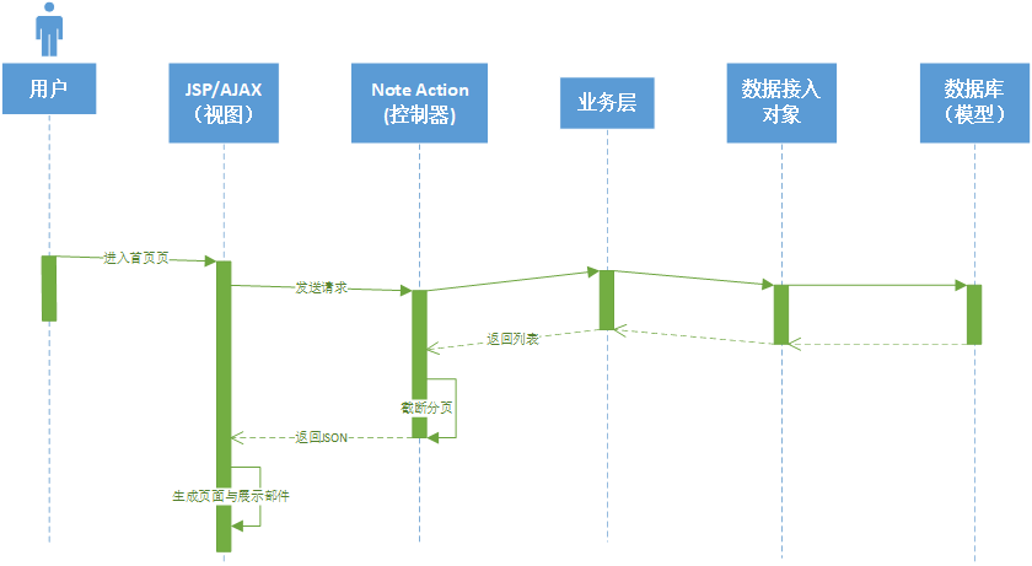 用户
JSP/AJAX
（视图）
Note Action
(控制器)
业务层
数据接入
对象
数据库
（模型）
进入首页页
发送请求
返回列表
截断分页
返回JSON
生成页面与展示部件